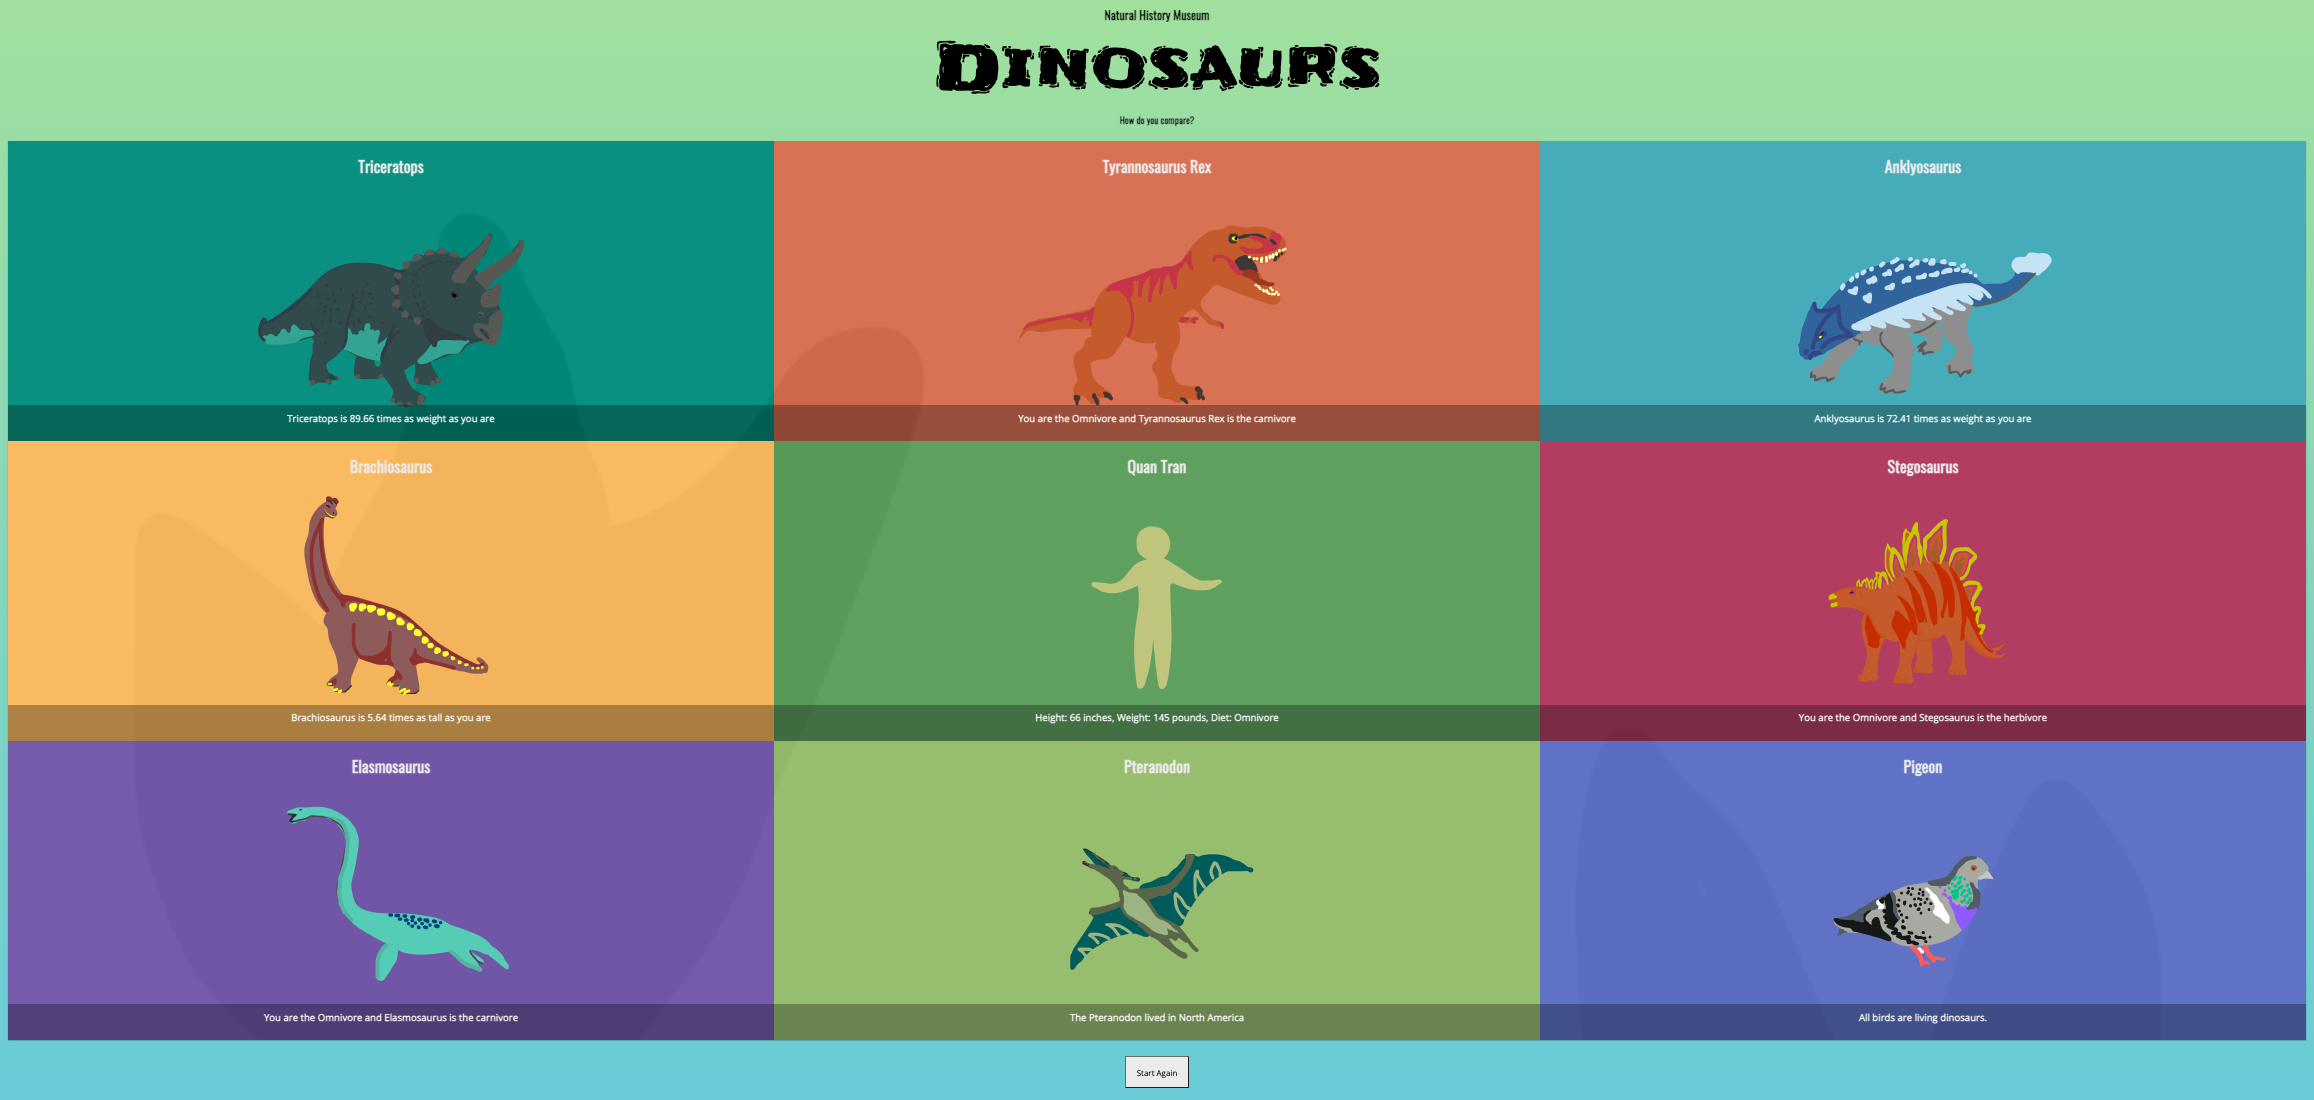 Natural History Museum
DINOSAURS
How do you compare?
Triceratops
Tyrannosaurus Rex
Anklyosaurus
Triceratops is 89.66 times as weight as you are
You are the Omnivore and Tyrannosaurus Rex is the carnivore
Anklyosaurus is 72.41 times as weight as you are
Brachiosaurus
Quan Tran
Stegosaurus
Brachiosaurus is 5.64 times as tall as you are
Height: 66 inches, Weight: 145 pounds, Diet: Omnivore
You are the Omnivore and Stegosaurus is the herbivore
Elasmosaurus
Pteranodon
Pigeon
You are the Omnivore and Elasmosaurus is the carnivore
The Pteranodon lived in North America
All birds are living dinosaurs.
Start Again